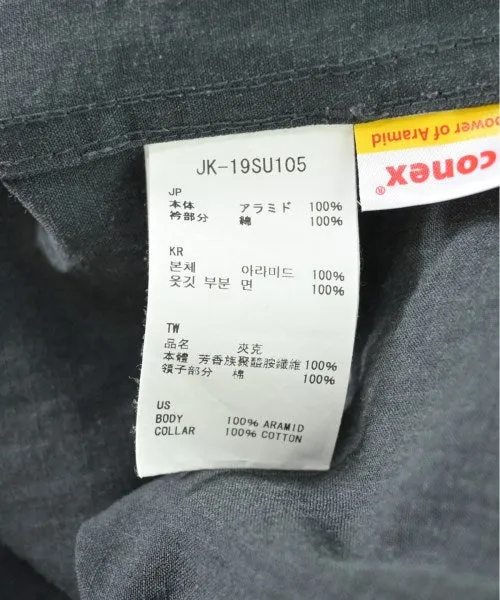 JK-19SU105
JP
本体 アラミド 100%
衿部分 綿 100%
KR
본체 아라미드 100%
옷깃 부분 면 100%
TW
品名 夾克
本體 芳香族聚醯胺纖維 100%
領子部分 棉 100%
US
BODY 100% ARAMID
COLLAR 100% COTTON
power of Aramid
conex®